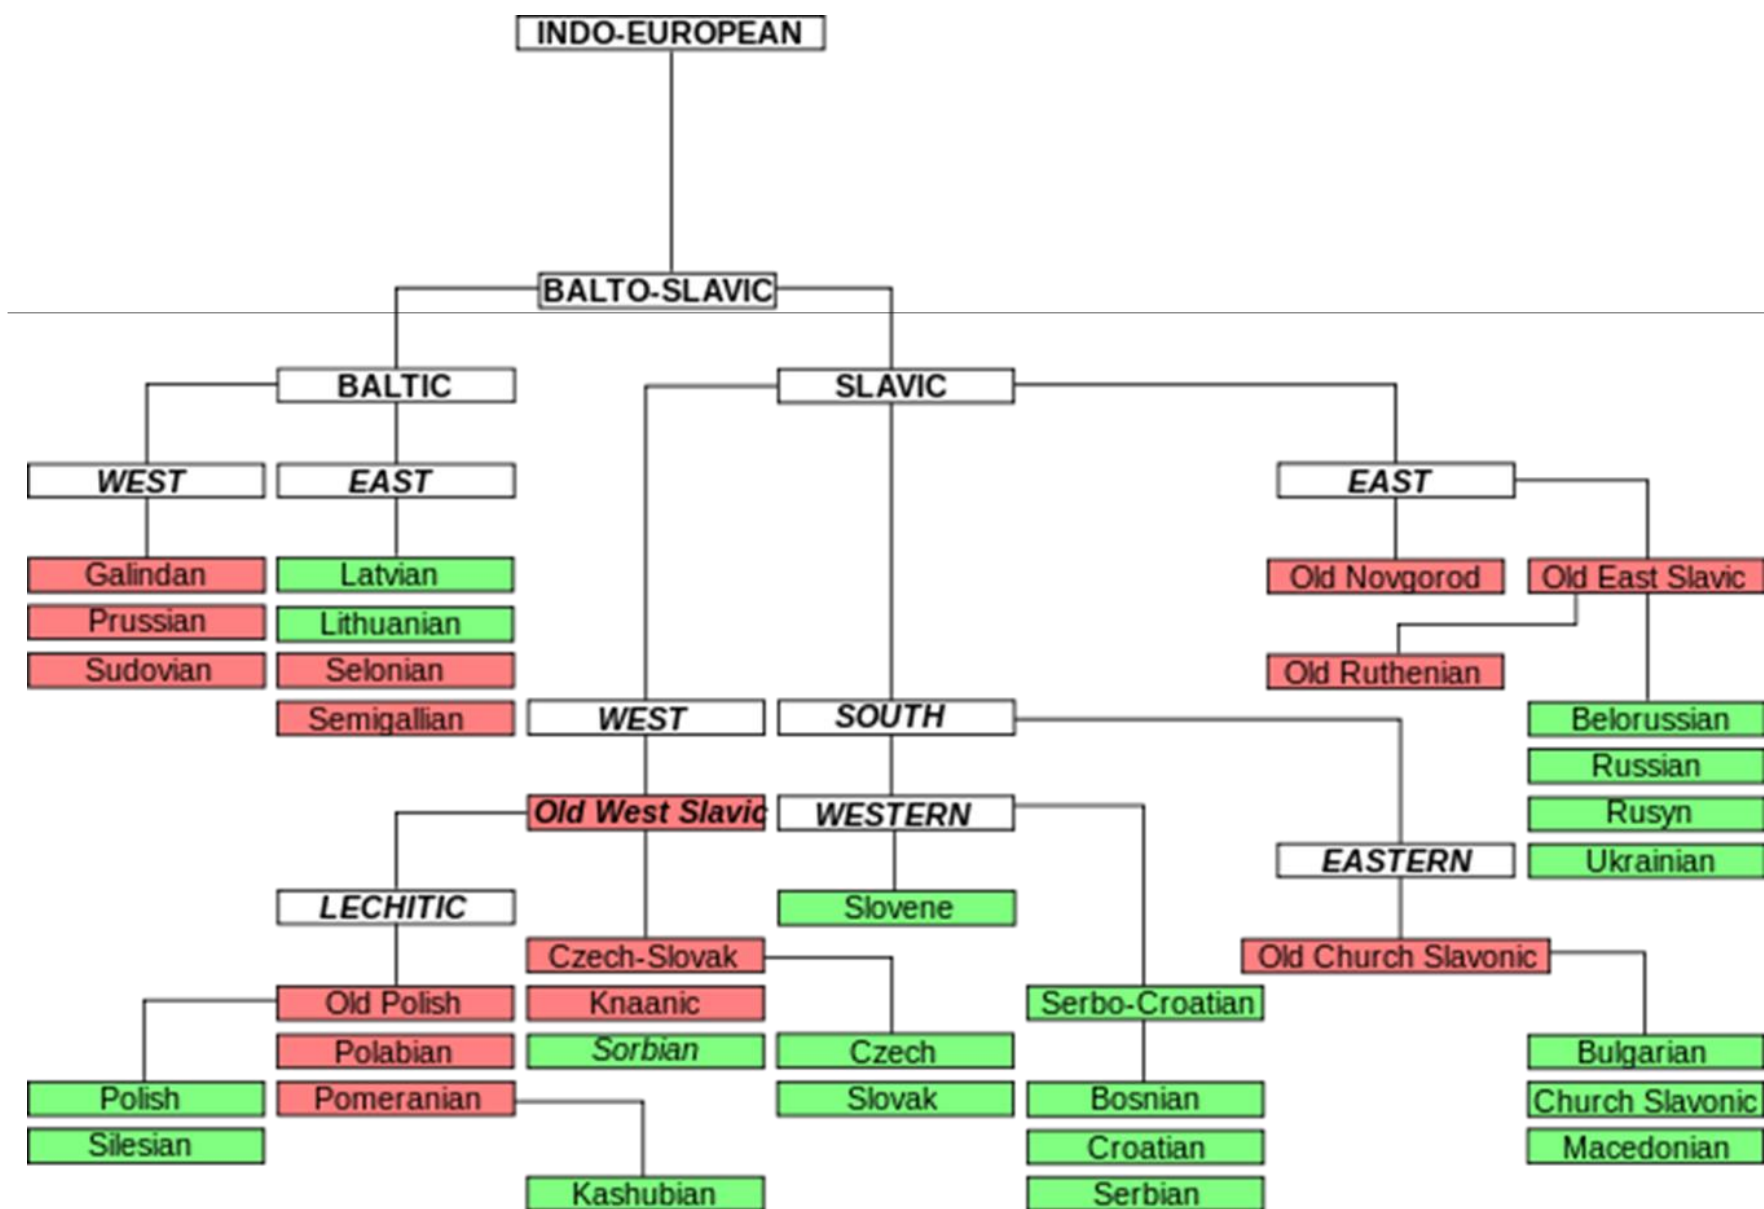 INDO-EUROPEAN
BALTO-SLAVIC
BALTIC
SLAVIC
WEST
EAST
EAST
Galindan
Latvian
Old Novgorod
Old East Slavic
Prussian
Lithuanian
Sudovian
Selonian
Old Ruthenian
Semigallian
WEST
SOUTH
Belorussian
Russian
Old West Slavic
WESTERN
Rusyn
EASTERN
Ukrainian
LECHITIC
Slovene
Czech-Slovak
Old Church Slavonic
Old Polish
Knaanic
Serbo-Croatian
Polabian
Sorbian
Czech
Bulgarian
Polish
Pomeranian
Slovak
Bosnian
Church Slavonic
Silesian
Croatian
Macedonian
Kashubian
Serbian